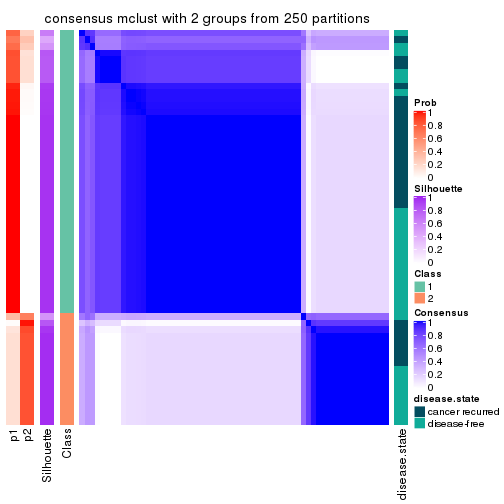 consensus mclust with 2 groups from 250 partitions
Prob
1
0.8
0.6
0.4
0.2
0
Silhouette
1
0.8
0.6
0.4
0.2
0
Class
1
2
Consensus
1
0.8
0.6
0.4
0.2
0
disease.state
cancer recurred
disease-free
p1
p2
Silhouette
Class
disease.state